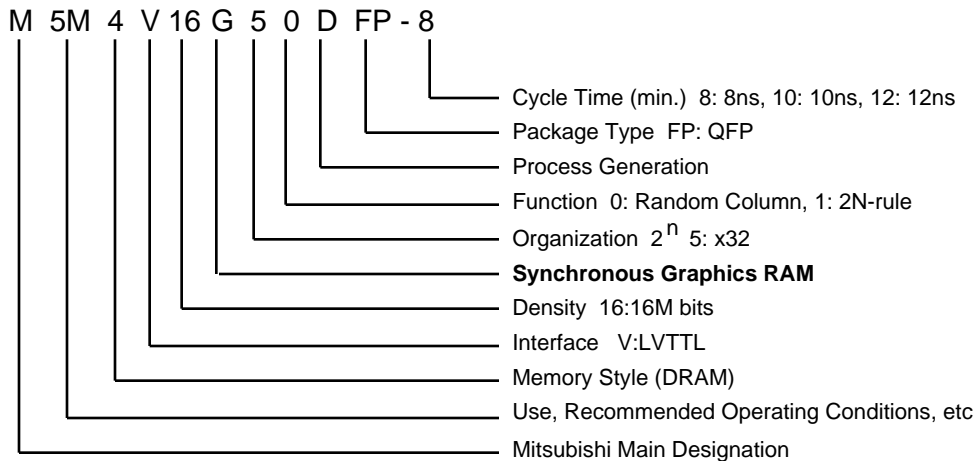 M 5M 4 V 16 G 5 0 D FP - 8
Cycle Time (min.) 8: 8ns, 10: 10ns, 12: 12ns
Package Type FP: QFP
Process Generation
Function 0: Random Column, 1: 2N-rule
Organization 2^n 5: x32
Synchronous Graphics RAM
Density 16:16M bits
Interface V:LVTTL
Memory Style (DRAM)
Use, Recommended Operating Conditions, etc
Mitsubishi Main Designation